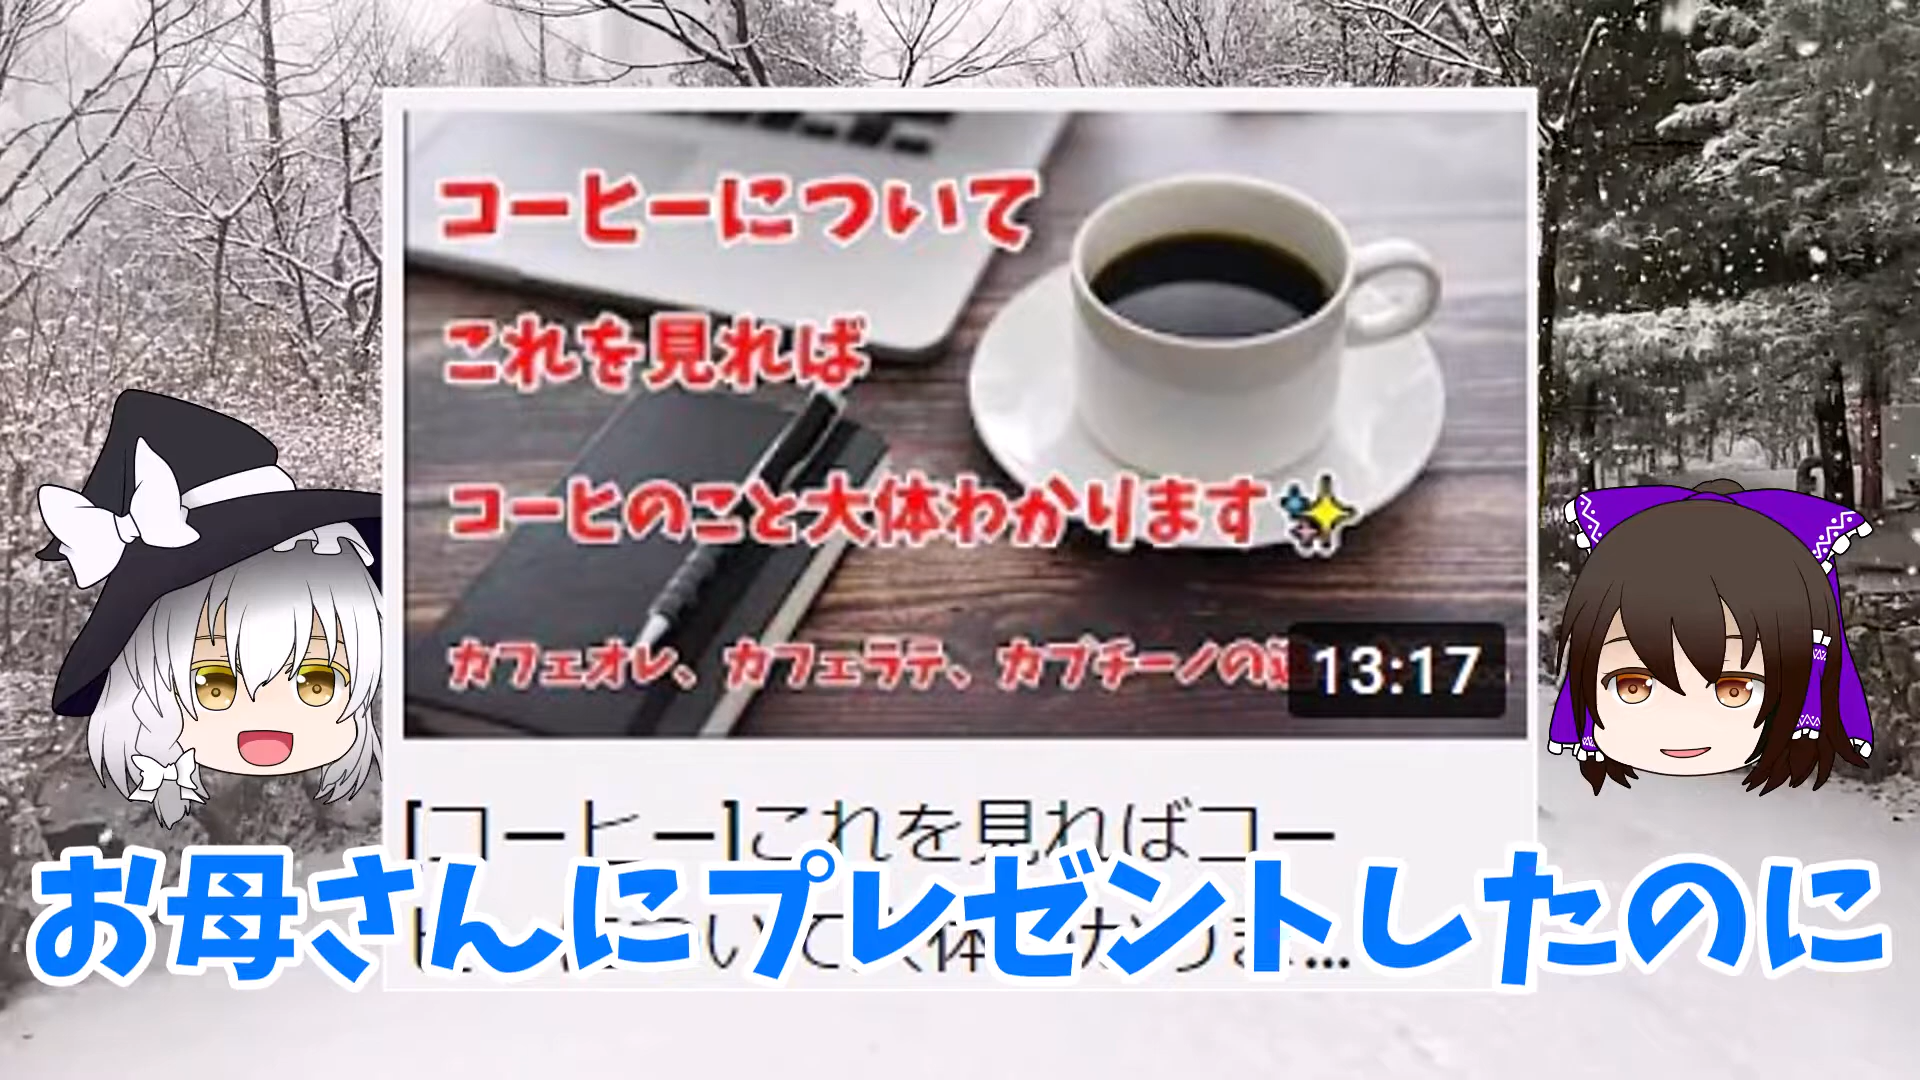 コーヒーについて
これを見れば
コーヒのこと大体わかります✨
カフェオレ、カフェラテ、カプチーノの
13:17
[コーヒー]これを見ればコー
お母さんにプレゼントしたのに